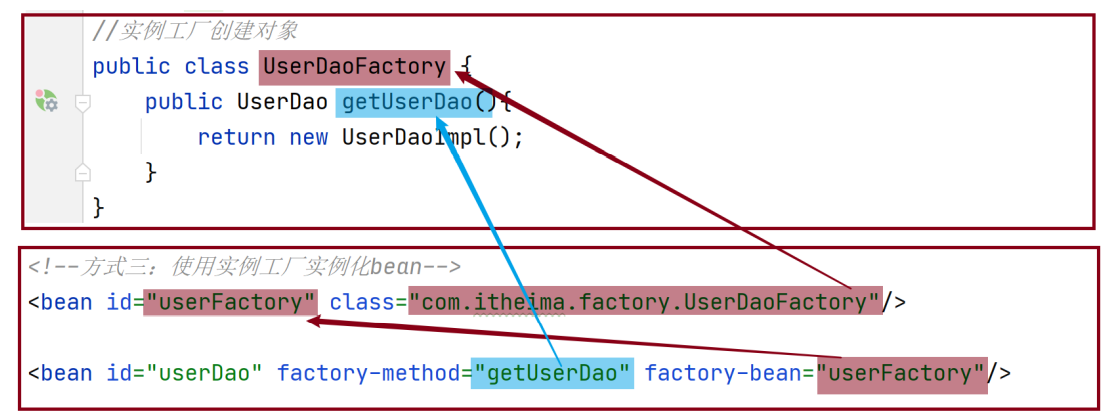 //实例工厂创建对象
public class UserDaoFactory {
public UserDao getUserDao(){
return new UserDaoImpl();
}
}
<!--方式三：使用实例工厂实例化bean-->
<bean id="userFactory" class="com.itheima.factory.UserDaoFactory"/>
<bean id="userDao" factory-method="getUserDao" factory-bean="userFactory"/>